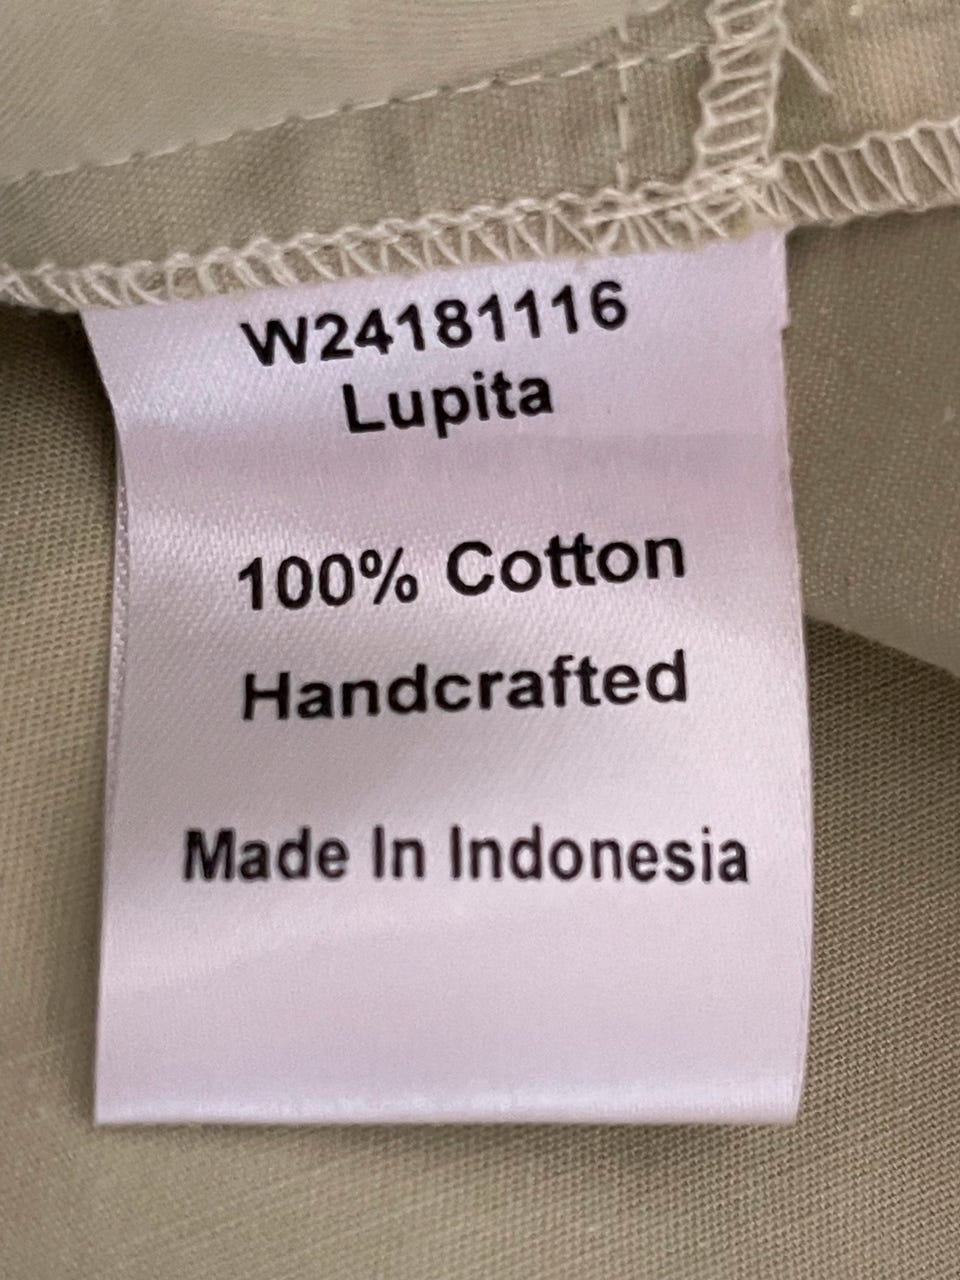 W24181116
Lupita
100% Cotton
Handcrafted
Made In Indonesia